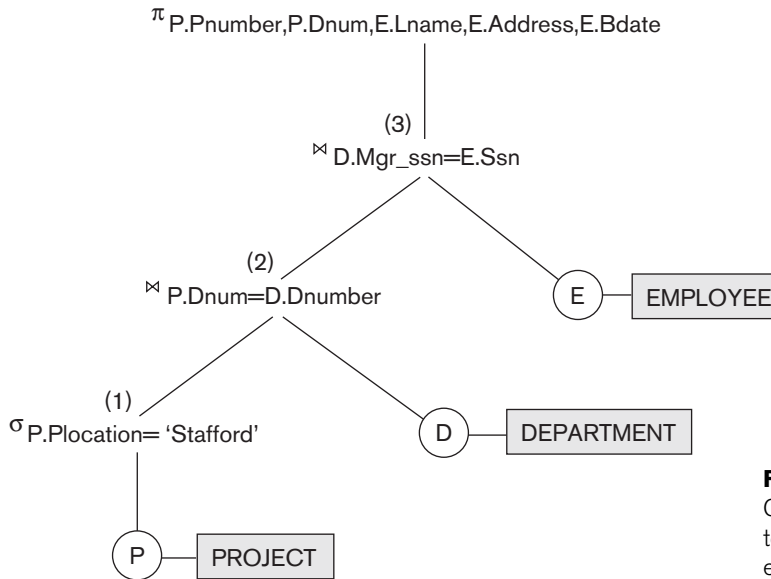 π P.Pnumber,P.Dnum,E.Lname,E.Address,E.Bdate
(3)
⋈ D.Mgr_ssn=E.Ssn
(2)
⋈ P.Dnum=D.Dnumber
E
EMPLOYEE
(1)
σ P.Plocation= ‘Stafford’
D
DEPARTMENT
P
PROJECT